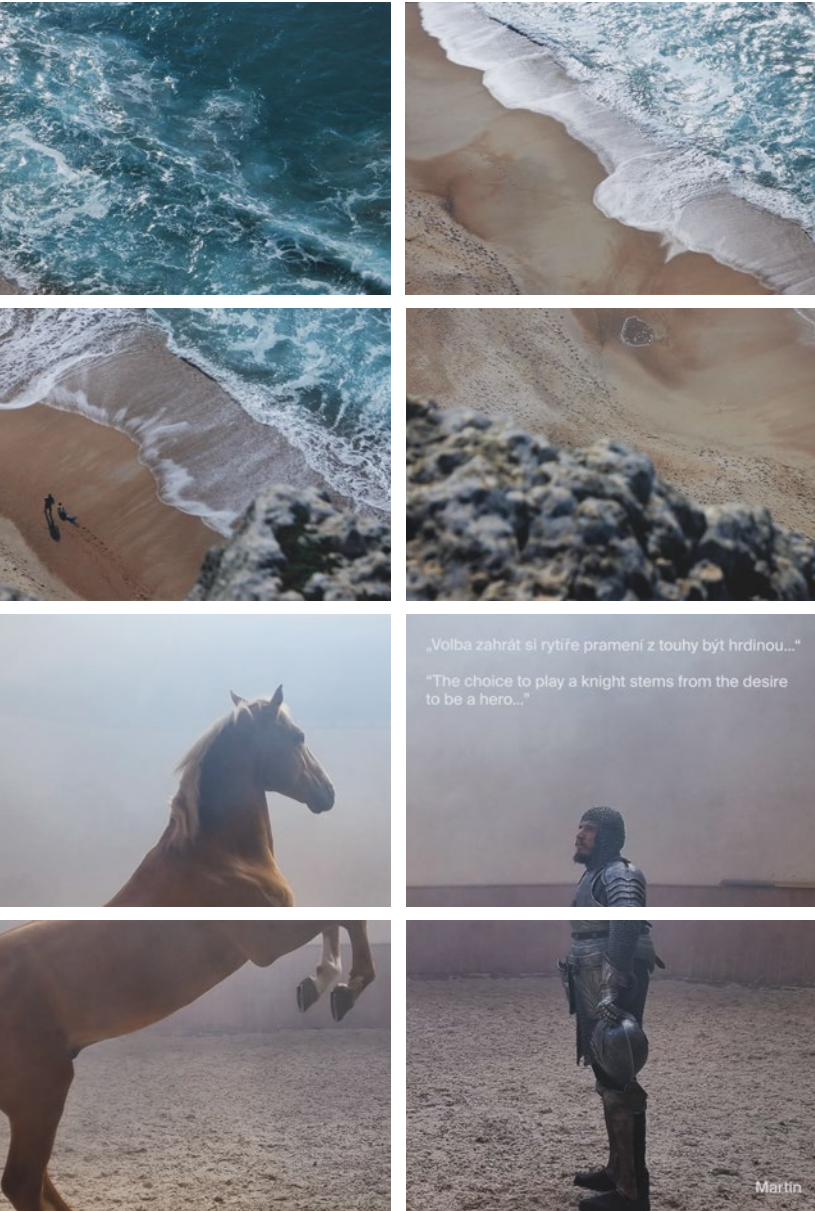 „Volba zahrát si rytíře pramení z touhy být hrdinou...“
“The choice to play a knight stems from the desire
to be a hero...”
Martin